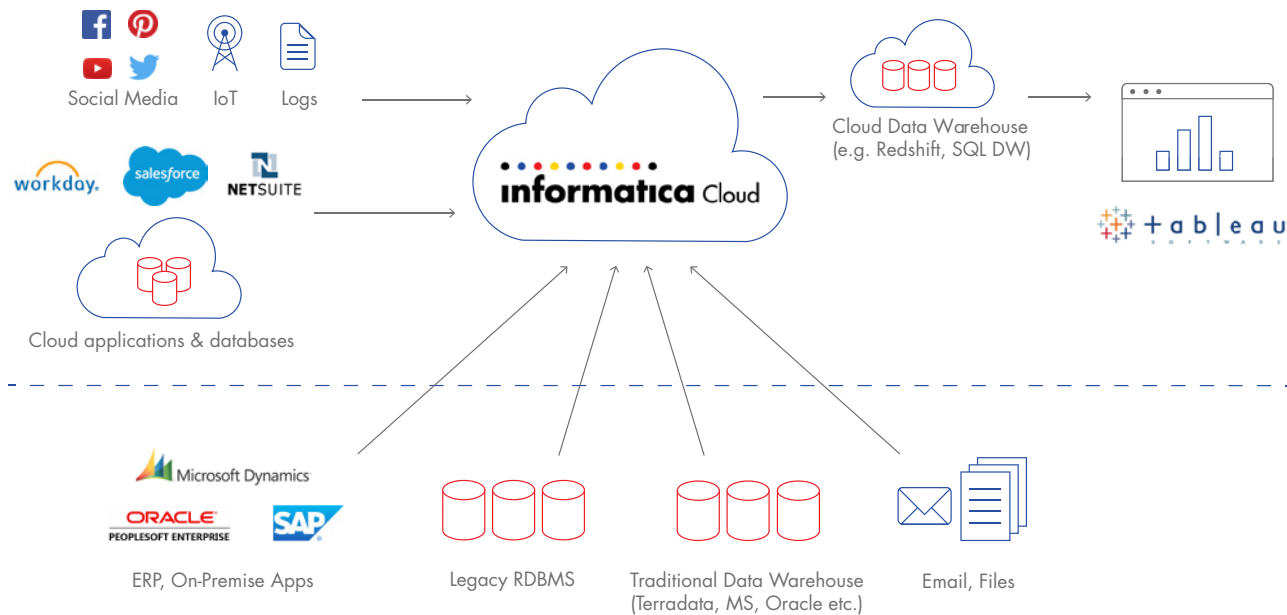 Social Media
IoT
Logs
workday.
salesforce
NETSUITE
Cloud applications & databases
informatica Cloud
Cloud Data Warehouse
(e.g. Redshift, SQL DW)
+ableau
SOFTWARE
Microsoft Dynamics
ORACLE
PEOPLESOFT ENTERPRISE
SAP
ERP, On-Premise Apps
Legacy RDBMS
Traditional Data Warehouse
(Terradata, MS, Oracle etc.)
Email, Files